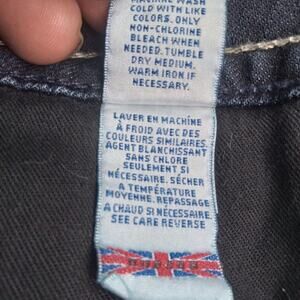 MACHINE WASH
COLD WITH LIKE
COLORS. ONLY
NON-CHLORINE
BLEACH WHEN
NEEDED. TUMBLE
DRY MEDIUM.
WARM IRON IF
NECESSARY.
LAVER EN MACHINE
À FROID AVEC DES
COULEURS SIMILAIRES.
AGENT BLANCHISSANT
SANS CHLORE
SEULEMENT SI
NÉCESSAIRE. SÉCHER
A TEMPÉRATURE
MOYENNE. REPASSAGE
A CHAUD SI NÉCESSAIRE.
SEE CARE REVERSE